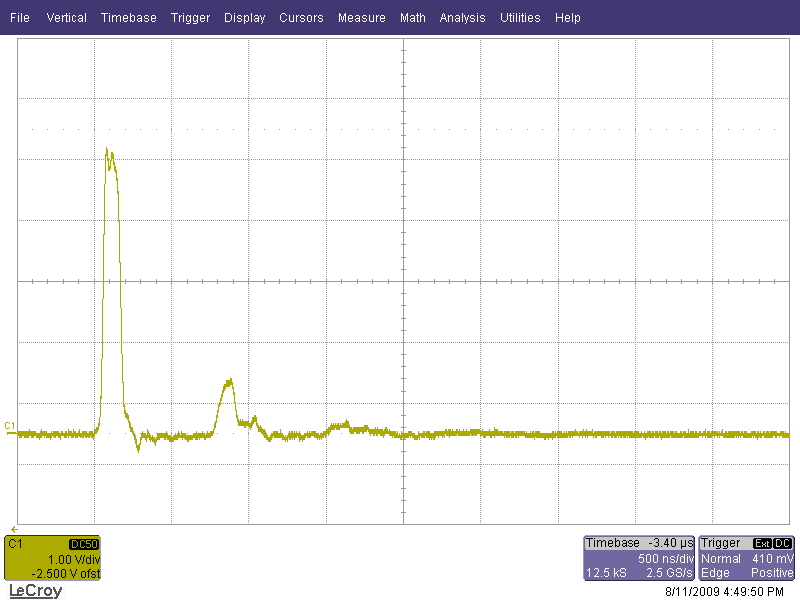 File Vertical Timebase Trigger Display Cursors Measure Math Analysis Utilities Help
C1
C1 DC50
1.00 V/div
-2.500 V ofst
Timebase -3.40 µs
500 ns/div
12.5 kS 2.5 GS/s
Trigger Ext DC
Normal 410 mV
Edge Positive
LeCroy
8/11/2009 4:49:50 PM